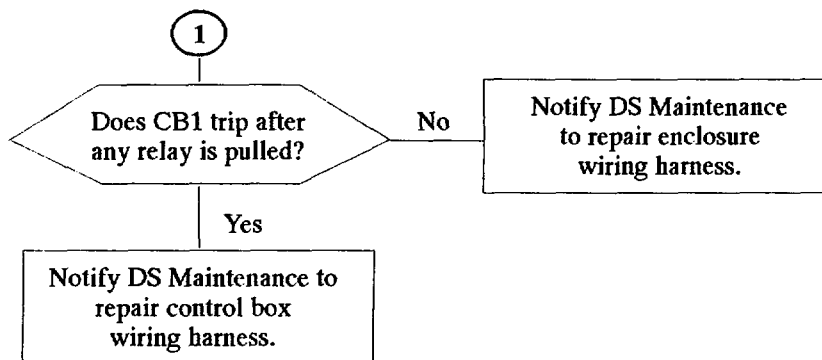 1
Does CB1 trip after
any relay is pulled?
No
Notify DS Maintenance
to repair enclosure
wiring harness.
Yes
Notify DS Maintenance to
repair control box
wiring harness.